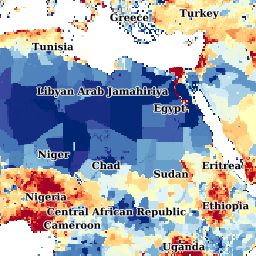 Greece
Turkey
Tunisia
Libyan Arab Jamahiriya
Egypt
Niger
Chad
Sudan
Eritrea
Nigeria
Central African Republic
Ethiopia
Cameroon
Uganda